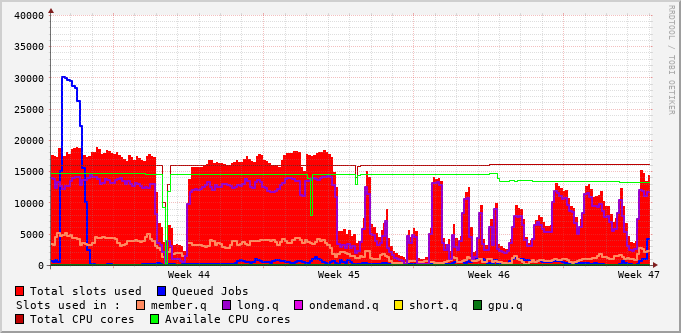 40000
35000
30000
25000
20000
15000
10000
5000
0
Week 44 Week 45 Week 46 Week 47
RRDTOOL / TOBI OETIKER
Total slots used Queued Jobs
Slots used in : member.q long.q ondemand.q short.q gpu.q
Total CPU cores Availale CPU cores